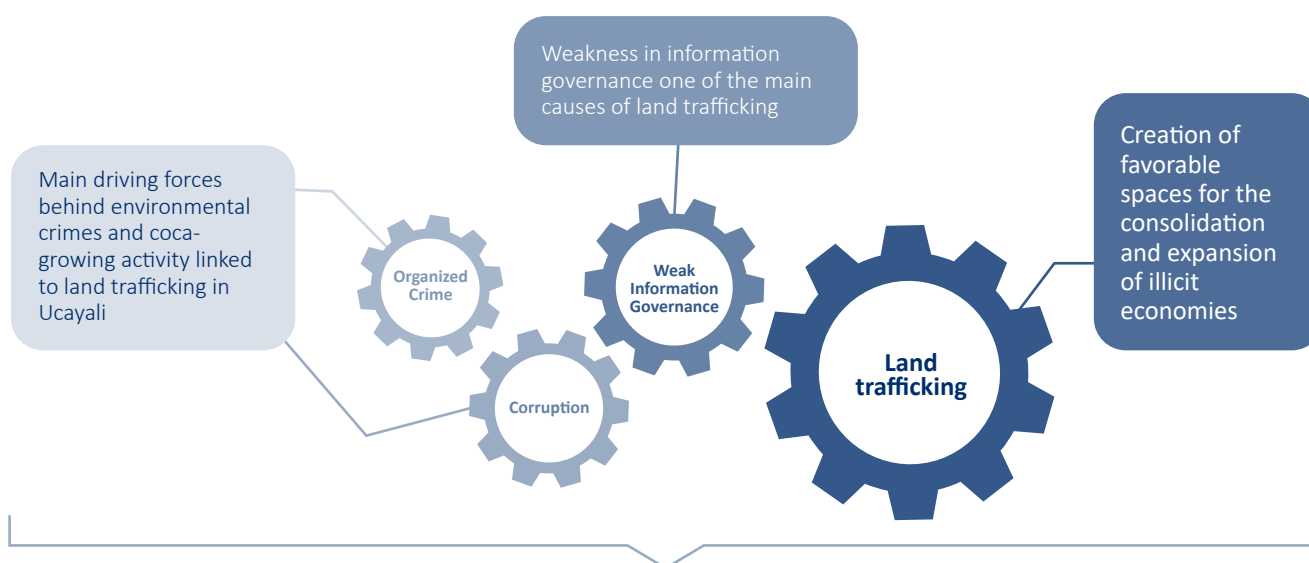 Weakness in information
governance one of the main
causes of land trafficking
Creation of
favorable
spaces for the
consolidation
and expansion
of illicit
economies
Main driving forces
behind environmental
crimes and coca-
growing activity linked
to land trafficking in
Ucayali
Organized
Crime
Weak
Information
Governance
Corruption
Land
trafficking